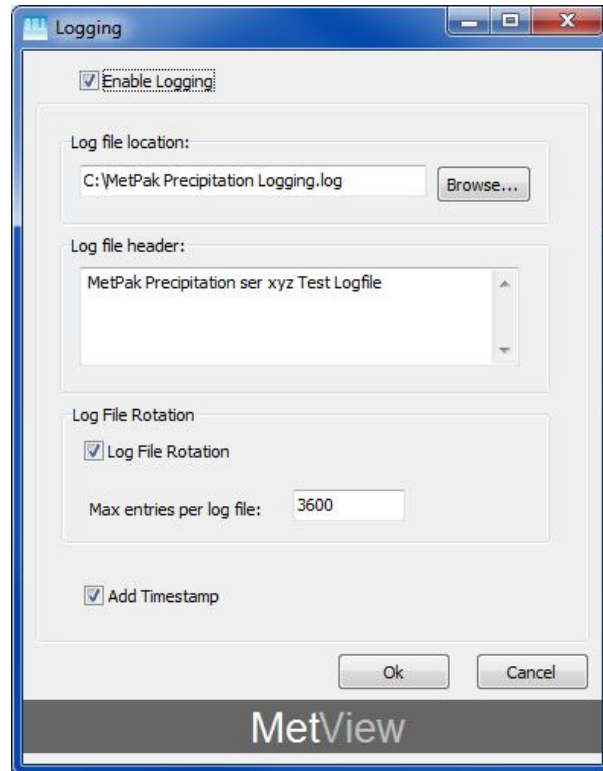 Logging
Enable Logging
Log file location:
C:\MetPak Precipitation Logging.log
Browse...
Log file header:
MetPak Precipitation ser xyz Test Logfile
Log File Rotation
Log File Rotation
Max entries per log file:
3600
Add Timestamp
Ok
Cancel
MetView